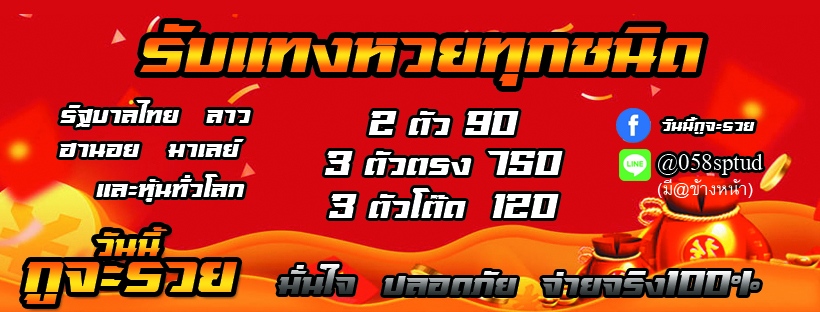 รับแทงหวยทุกชนิด
รัฐบาลไทย ลาว
ฮานอย มาเลย์
และหุ้นทั่วโลก
2 ตัว 90
3 ตัวตรง 750
3 ตัวโต๊ด 120
วันนี้กูจะรวย
LINE @058sptud
(มี@ข้างหน้า)
วันนี้
กูจะรวย
มั่นใจ ปลอดภัย จ่ายจริง100%